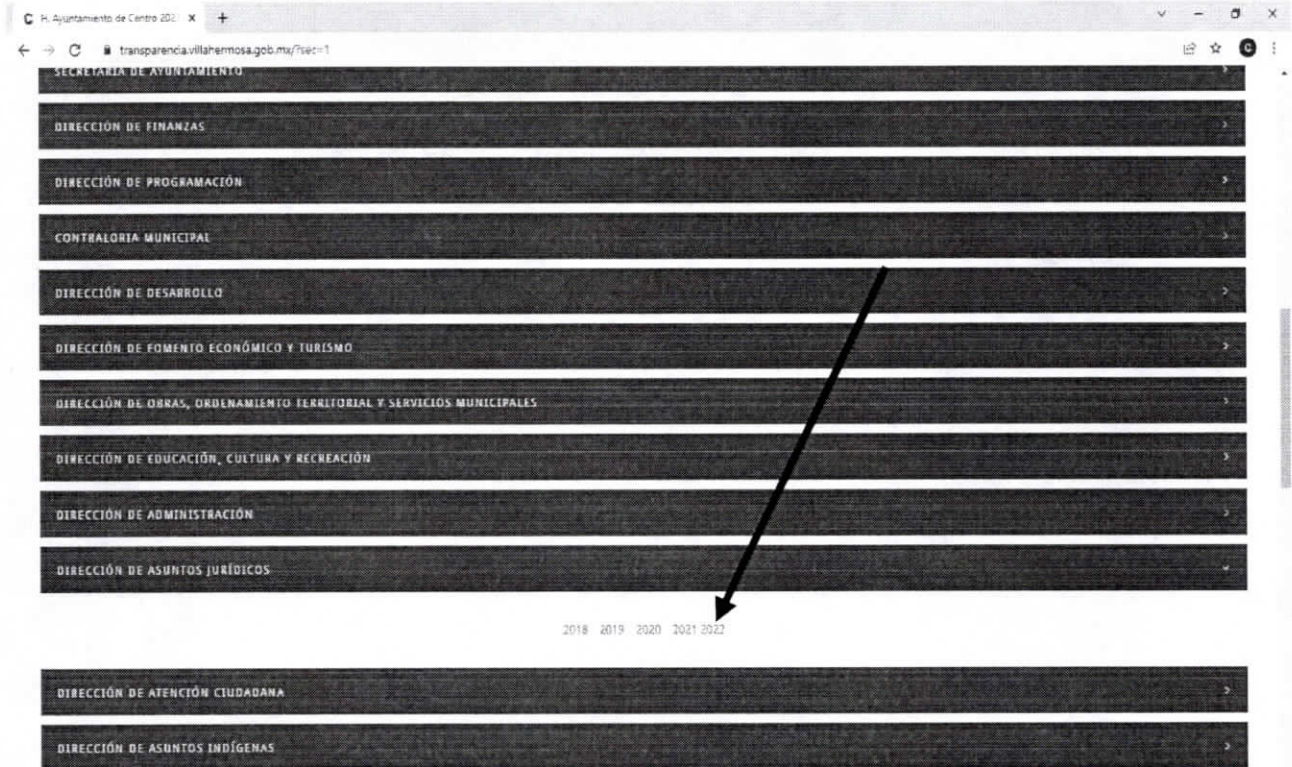 H. Ayuntamiento de Centro 202
transparencia.villahermosa.gob.mx/?sec=1
SECRETARIA DE AYUNTAMIENTO
DIRECCIÓN DE FINANZAS
DIRECCIÓN DE PROGRAMACIÓN
CONTRALORIA MUNICIPAL
DIRECCIÓN DE DESARROLLO
DIRECCIÓN DE FOMENTO ECONÓMICO Y TURISMO
DIRECCIÓN DE OBRAS, ORDENAMIENTO TERRITORIAL Y SERVICIOS MUNICIPALES
DIRECCIÓN DE EDUCACIÓN, CULTURA Y RECREACIÓN
DIRECCIÓN DE ADMINISTRACIÓN
DIRECCIÓN DE ASUNTOS JURÍDICOS
2018 2019 2020 2021 2022
DIRECCIÓN DE ATENCIÓN CIUDADANA
DIRECCIÓN DE ASUNTOS INDÍGENAS